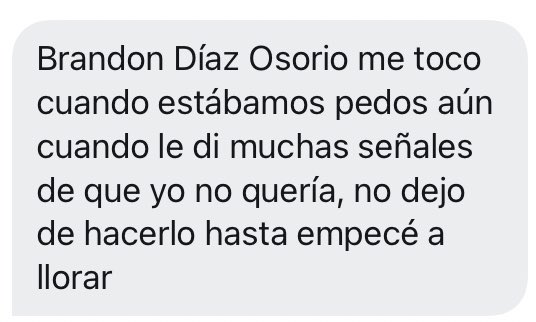 Brandon Díaz Osorio me toco
cuando estábamos pedos aún
cuando le di muchas señales
de que yo no quería, no dejo
de hacerlo hasta empecé a
llorar